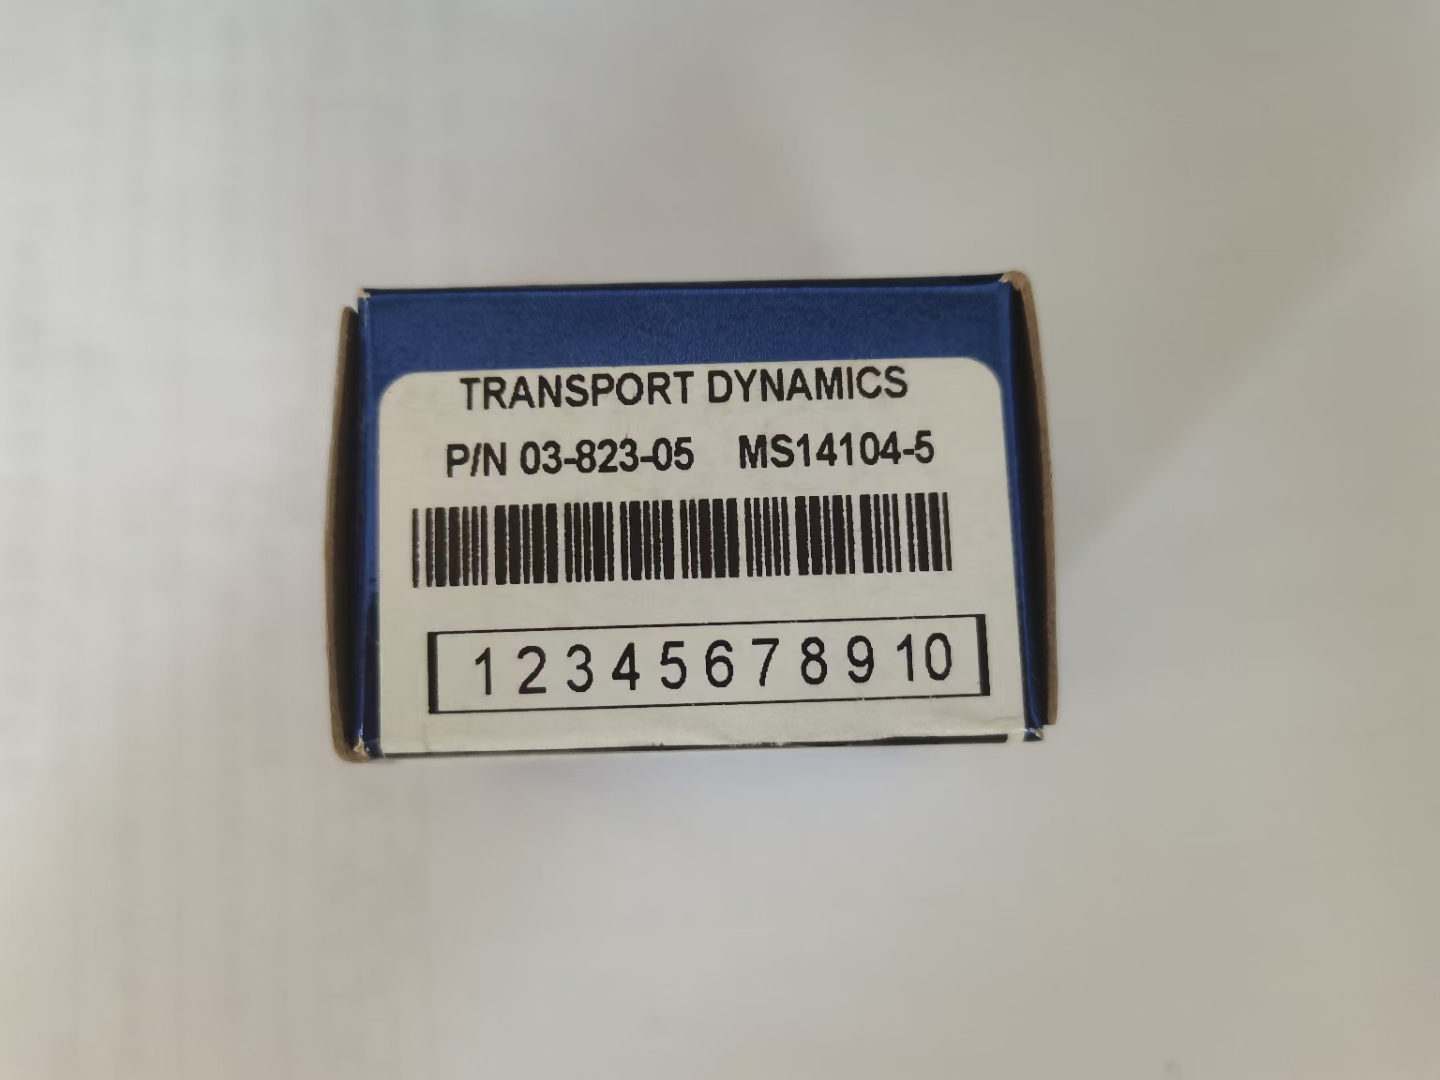 TRANSPORT DYNAMICS
P/N 03-823-05 MS14104-5
1 2 3 4 5 6 7 8 9 10